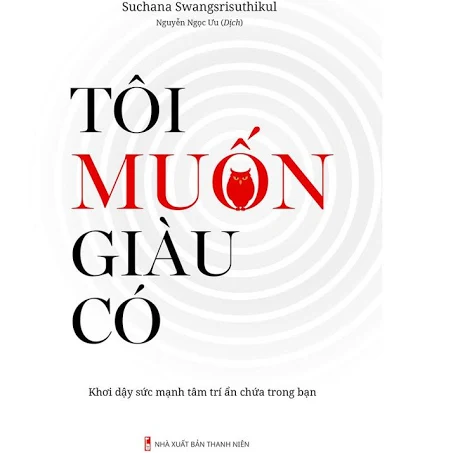 Suchana Swangsrisuthikul
Nguyễn Ngọc Ưu (Dịch)
TÔI
MUỐN
GIÀU
CÓ
Khơi dậy sức mạnh tâm trí ẩn chứa trong bạn
NHÀ XUẤT BẢN THANH NIÊN